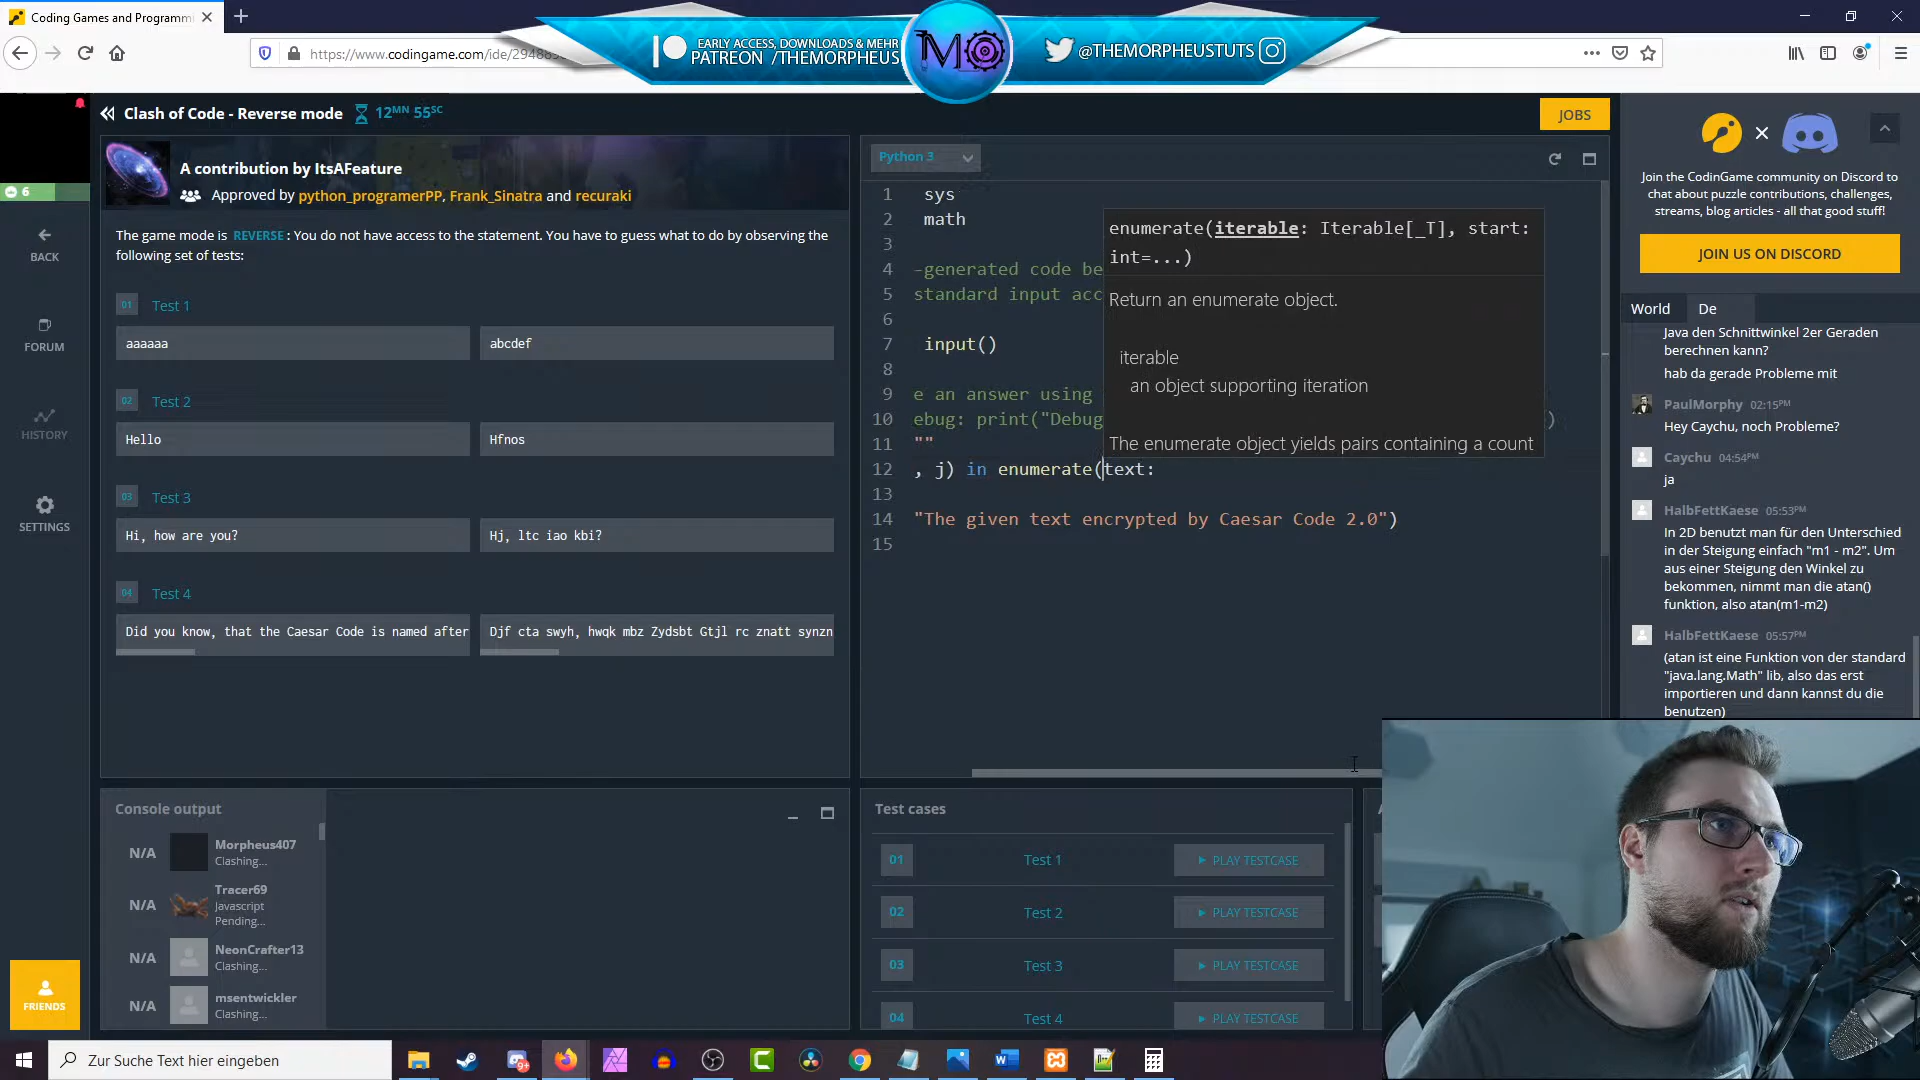 Coding Games and Programmi
https://www.codingame.com/ide/29488
EARLY ACCESS, DOWNLOADS & MEHR
PATREON /THEMORPHEUS
MO
@THEMORPHEUSTUTS
Clash of Code - Reverse mode 12MN 55SC
JOBS
6
BACK
FORUM
HISTORY
SETTINGS
FRIENDS
A contribution by ItsAFeature
Approved by python_programerPP, Frank_Sinatra and recuraki
The game mode is REVERSE: You do not have access to the statement. You have to guess what to do by observing the
following set of tests:
01 Test 1
aaaaaa abcdef
02 Test 2
Hello Hfnos
03 Test 3
Hi, how are you? Hj, ltc iao kbi?
04 Test 4
Did you know, that the Caesar Code is named after Djf cta swyh, hwqk mbz Zydsbt Gtjl rc znatt synzn
Python 3
1 sys
2 math
3
4 -generated code be
5 standard input acc
6
7 input()
8
9 e an answer using
10 ebug: print("Debug )
11 ""
12 , j) in enumerate(text:
13
14 "The given text encrypted by Caesar Code 2.0")
15
enumerate(iterable: Iterable[_T], start:
int=...)
Return an enumerate object.
iterable
an object supporting iteration
The enumerate object yields pairs containing a count
Console output
N/A Morpheus407
Clashing...
N/A Tracer69
Javascript
Pending...
N/A NeonCrafter13
Clashing...
N/A msentwickler
Clashing...
Test cases
01 Test 1 PLAY TESTCASE
02 Test 2 PLAY TESTCASE
03 Test 3 PLAY TESTCASE
04 Test 4 PLAY TESTCASE
Join the CodinGame community on Discord to
chat about puzzle contributions, challenges,
streams, blog articles - all that good stuff!
JOIN US ON DISCORD
World De
Java den Schnittwinkel 2er Geraden
berechnen kann?
hab da gerade Probleme mit
PaulMorphy 02:15PM
Hey Caychu, noch Probleme?
Caychu 04:54PM
ja
HalbFettKaese 05:53PM
In 2D benutzt man für den Unterschied
in der Steigung einfach "m1 - m2". Um
aus einer Steigung den Winkel zu
bekommen, nimmt man die atan()
funktion, also atan(m1-m2)
HalbFettKaese 05:57PM
(atan ist eine Funktion von der standard
"java.lang.Math" lib, also das erst
importieren und dann kannst du die
benutzen)
Zur Suche Text hier eingeben